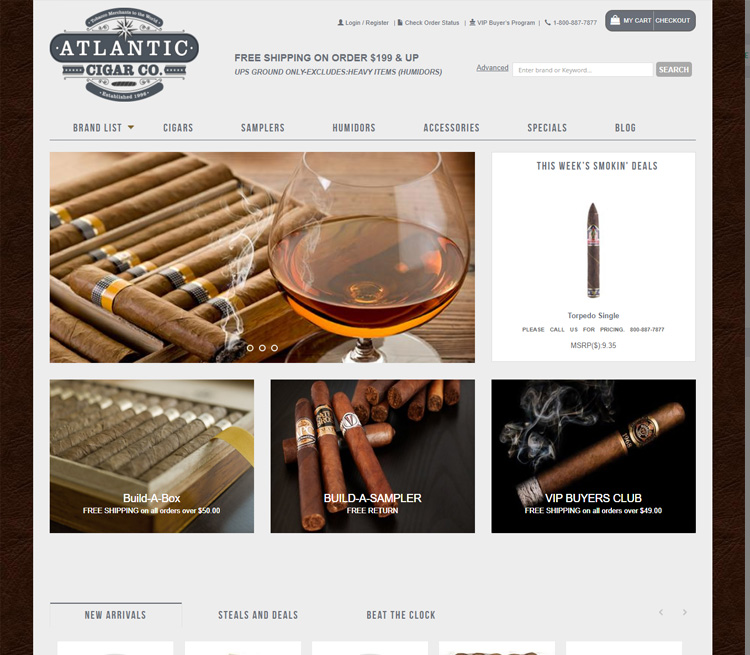 Tobacco Merchants to the World
ATLANTIC
CIGAR CO.
Established 1996
Login / Register | Check Order Status | VIP Buyer's Program | 1-800-887-7877
MY CART CHECKOUT
FREE SHIPPING ON ORDER $199 & UP
UPS GROUND ONLY-EXCLUDES:HEAVY ITEMS (HUMIDORS)
Advanced Enter brand or Keyword... SEARCH
BRAND LIST CIGARS SAMPLERS HUMIDORS ACCESSORIES SPECIALS BLOG
THIS WEEK'S SMOKIN' DEALS
Torpedo Single
PLEASE CALL US FOR PRICING. 800-887-7877
MSRP($):9.35
Build-A-Box
FREE SHIPPING on all orders over $50.00
BUILD-A-SAMPLER
FREE RETURN
VIP BUYERS CLUB
FREE SHIPPING on all orders over $49.00
NEW ARRIVALS STEALS AND DEALS BEAT THE CLOCK